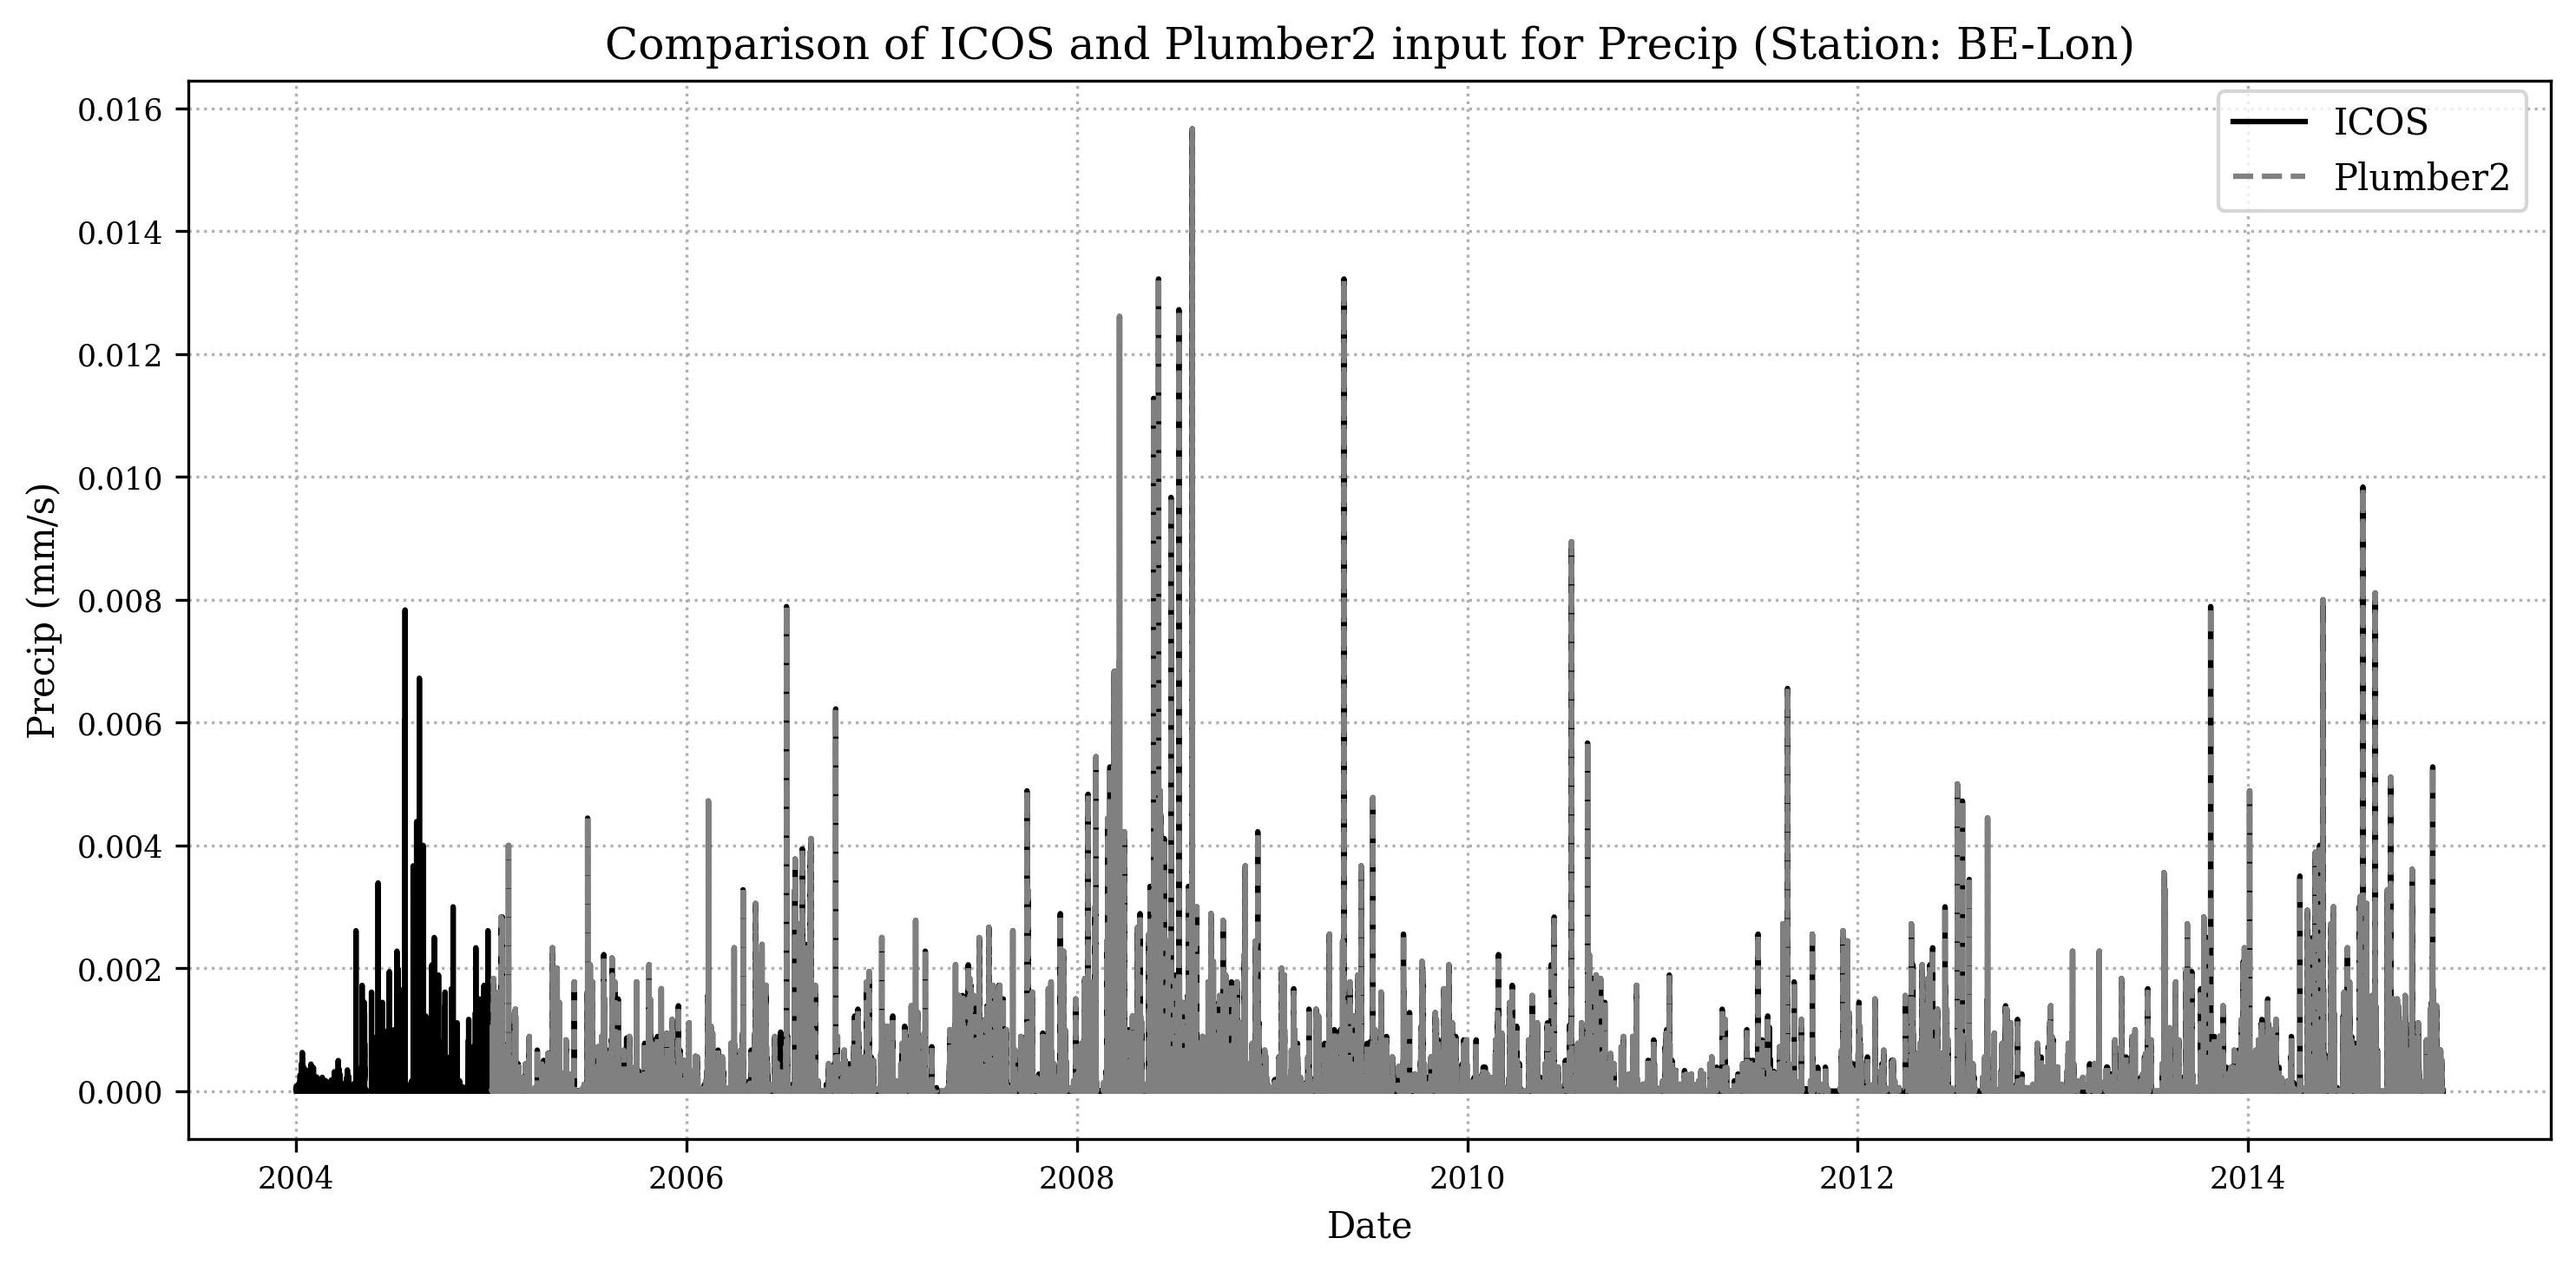 Comparison of ICOS and Plumber2 input for Precip (Station: BE-Lon)
ICOS
Plumber2
Precip (mm/s)
0.016
0.014
0.012
0.010
0.008
0.006
0.004
0.002
0.000
2004 2006 2008 2010 2012 2014
Date